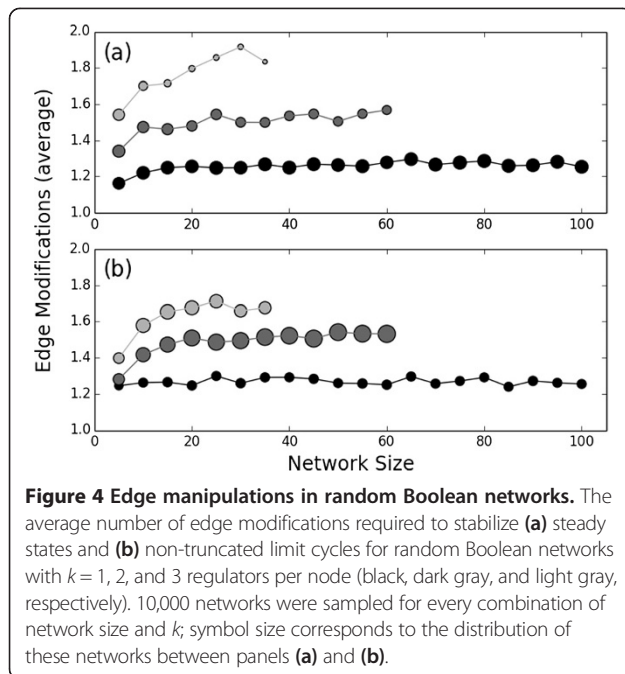 2.0
(a)
1.8
1.6
1.4
1.2
1.0
0 20 40 60 80 100
Edge Modifications (average)
2.0
(b)
1.8
1.6
1.4
1.2
1.0
0 20 40 60 80 100
Network Size
Figure 4 Edge manipulations in random Boolean networks. The
average number of edge modifications required to stabilize (a) steady
states and (b) non-truncated limit cycles for random Boolean networks
with k = 1, 2, and 3 regulators per node (black, dark gray, and light gray,
respectively). 10,000 networks were sampled for every combination of
network size and k; symbol size corresponds to the distribution of
these networks between panels (a) and (b).